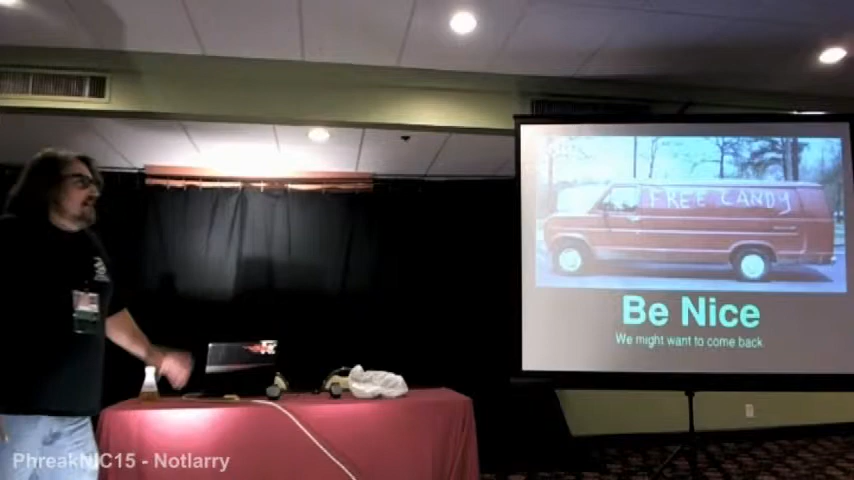 FREE CANDY
Be Nice
We might want to come back
PhreakNIC15 - Notlarry